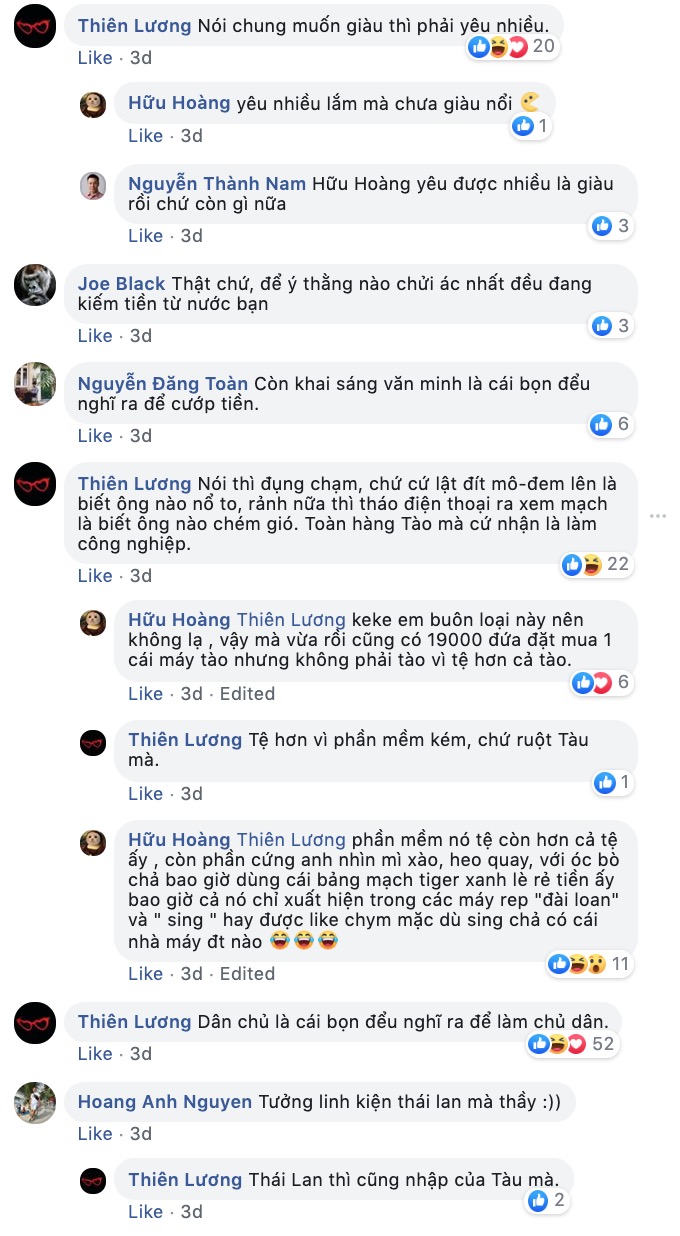 Thiên Lương Nói chung muốn giàu thì phải yêu nhiều.
20
Like · 3d
Hữu Hoàng yêu nhiều lắm mà chưa giàu nổi
1
Like · 3d
Nguyễn Thành Nam Hữu Hoàng yêu được nhiều là giàu
rồi chứ còn gì nữa
3
Like · 3d
Joe Black Thật chứ, để ý thằng nào chửi ác nhất đều đang
kiếm tiền từ nước bạn
3
Like · 3d
Nguyễn Đăng Toàn Còn khai sáng văn minh là cái bọn đểu
nghĩ ra để cướp tiền.
6
Like · 3d
Thiên Lương Nói thì đụng chạm, chứ cứ lật đít mô-đem lên là
biết ông nào nổ to, rảnh nữa thì tháo điện thoại ra xem mạch
là biết ông nào chém gió. Toàn hàng Tào mà cứ nhận là làm
công nghiệp.
22
Like · 3d
Hữu Hoàng Thiên Lương keke em buôn loại này nên
không lạ , vậy mà vừa rồi cũng có 19000 đứa đặt mua 1
cái máy tào nhưng không phải tào vì tệ hơn cả tào.
6
Like · 3d · Edited
Thiên Lương Tệ hơn vì phần mềm kém, chứ ruột Tàu
mà.
1
Like · 3d
Hữu Hoàng Thiên Lương phần mềm nó tệ còn hơn cả tệ
ấy , còn phần cứng anh nhìn mì xào, heo quay, với óc bò
chả bao giờ dùng cái bảng mạch tiger xanh lè rẻ tiền ấy
bao giờ cả nó chỉ xuất hiện trong các máy rep "đài loan"
và " sing " hay được like chym mặc dù sing chả có cái
nhà máy đt nào
11
Like · 3d · Edited
Thiên Lương Dân chủ là cái bọn đểu nghĩ ra để làm chủ dân.
52
Like · 3d
Hoang Anh Nguyen Tưởng linh kiện thái lan mà thầy :))
Like · 3d
Thiên Lương Thái Lan thì cũng nhập của Tàu mà.
2
Like · 3d